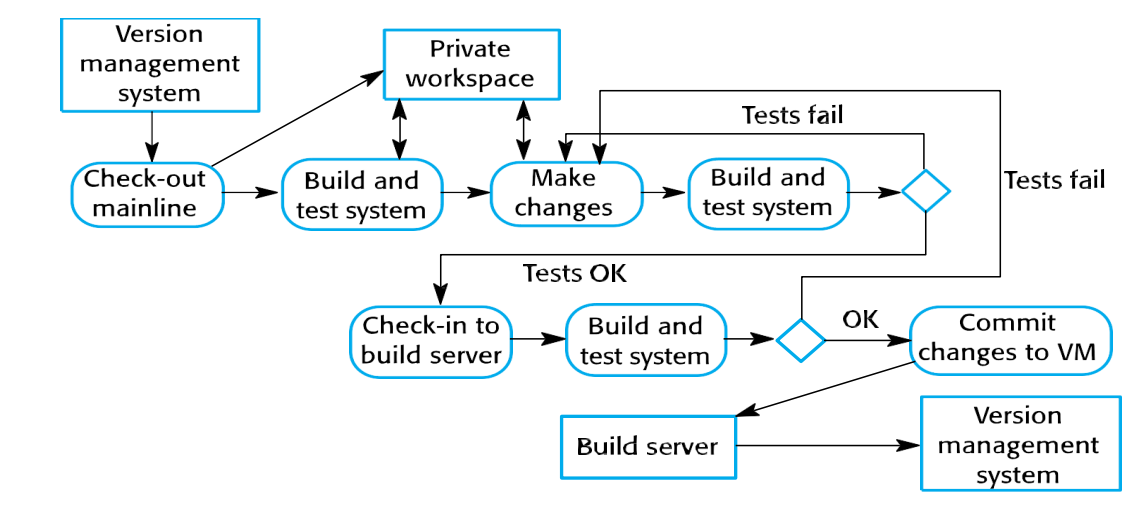 Version
management
system
Private
workspace
Tests fail
Check-out
mainline
Build and
test system
Make
changes
Build and
test system
Tests fail
Tests OK
Check-in to
build server
Build and
test system
OK
Commit
changes to VM
Build server
Version
management
system